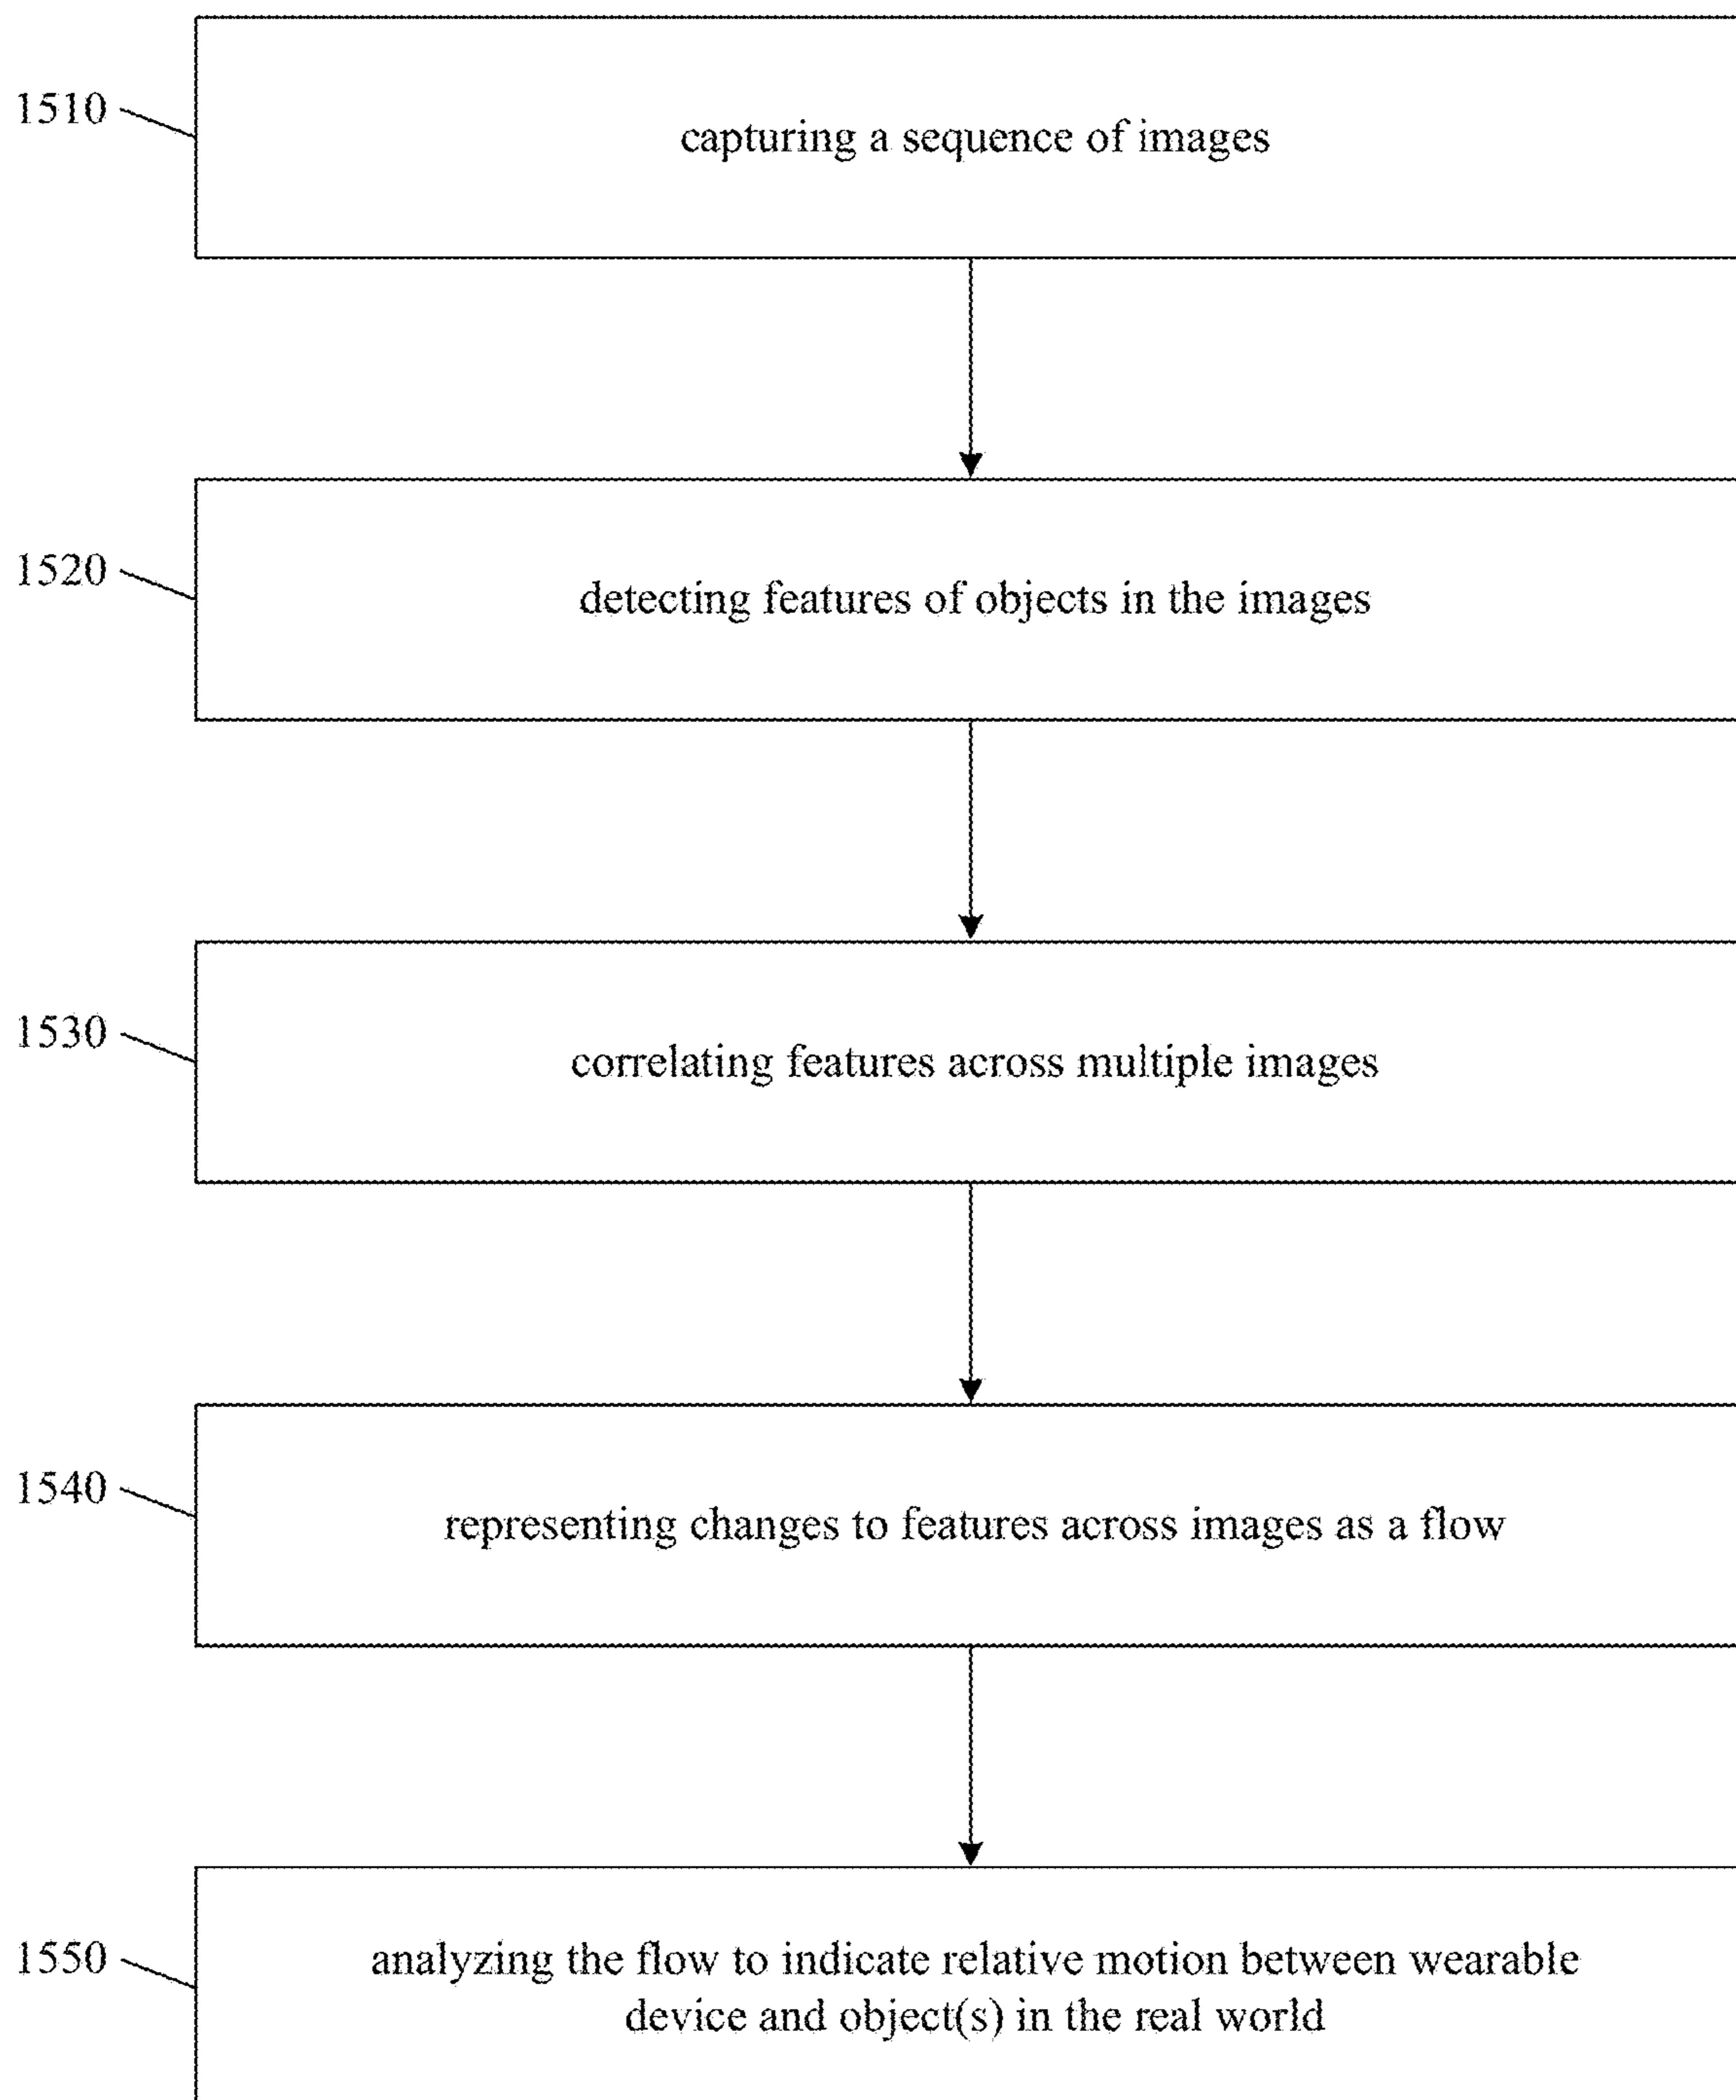 1510
capturing a sequence of images
1520
detecting features of objects in the images
1530
correlating features across multiple images
1540
representing changes to features across images as a flow
1550
analyzing the flow to indicate relative motion between wearable
device and object(s) in the real world